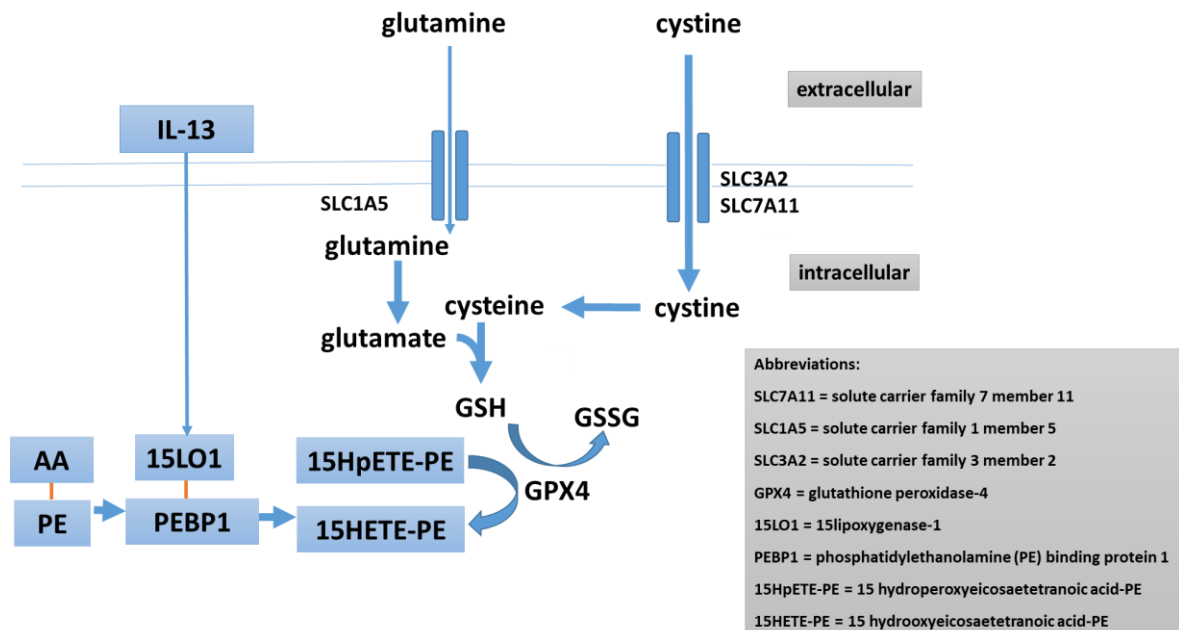 glutamine
cystine
extracellular
IL-13
SLC3A2
SLC7A11
SLC1A5
glutamine
intracellular
cysteine
cystine
glutamate
GSH
GSSG
AA
15LO1
15HpETE-PE
GPX4
PE
PEBP1
15HETE-PE
Abbreviations:
SLC7A11 = solute carrier family 7 member 11
SLC1A5 = solute carrier family 1 member 5
SLC3A2 = solute carrier family 3 member 2
GPX4 = glutathione peroxidase-4
15LO1 = 15lipoxygenase-1
PEBP1 = phosphatidylethanolamine (PE) binding protein 1
15HpETE-PE = 15 hydroperoxyeicosaetetranoic acid-PE
15HETE-PE = 15 hydrooxyeicosaetetranoic acid-PE